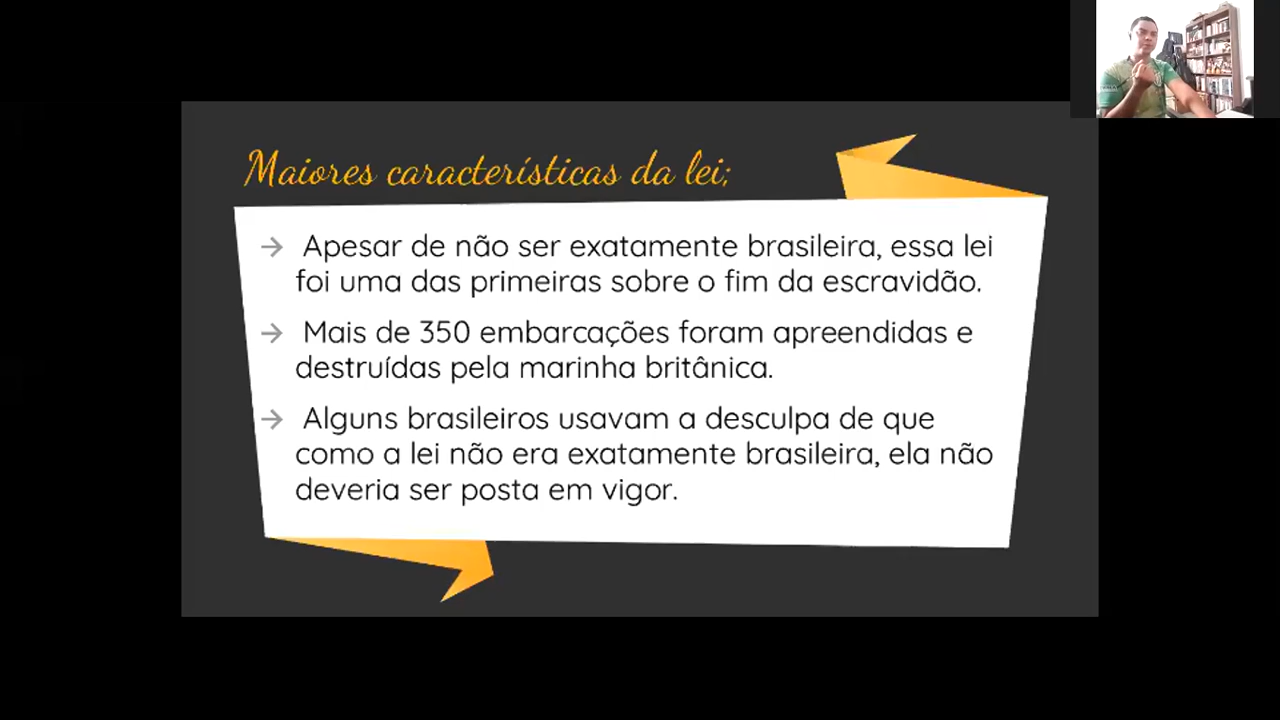 Maiores características da lei;
→ Apesar de não ser exatamente brasileira, essa lei
foi uma das primeiras sobre o fim da escravidão.
→ Mais de 350 embarcações foram apreendidas e
destruídas pela marinha britânica.
→ Alguns brasileiros usavam a desculpa de que
como a lei não era exatamente brasileira, ela não
deveria ser posta em vigor.